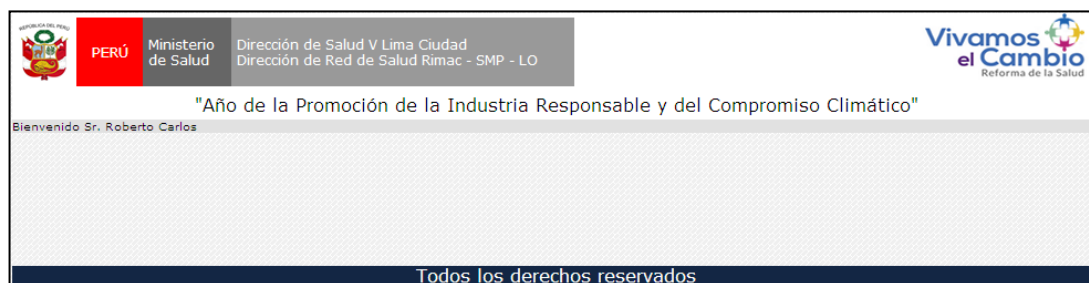 REPÚBLICA DEL PERÚ
PERÚ
Ministerio
de Salud
Dirección de Salud V Lima Ciudad
Dirección de Red de Salud Rimac - SMP - LO
Vivamos
el Cambio
Reforma de la Salud
"Año de la Promoción de la Industria Responsable y del Compromiso Climático"
Bienvenido Sr. Roberto Carlos
Todos los derechos reservados